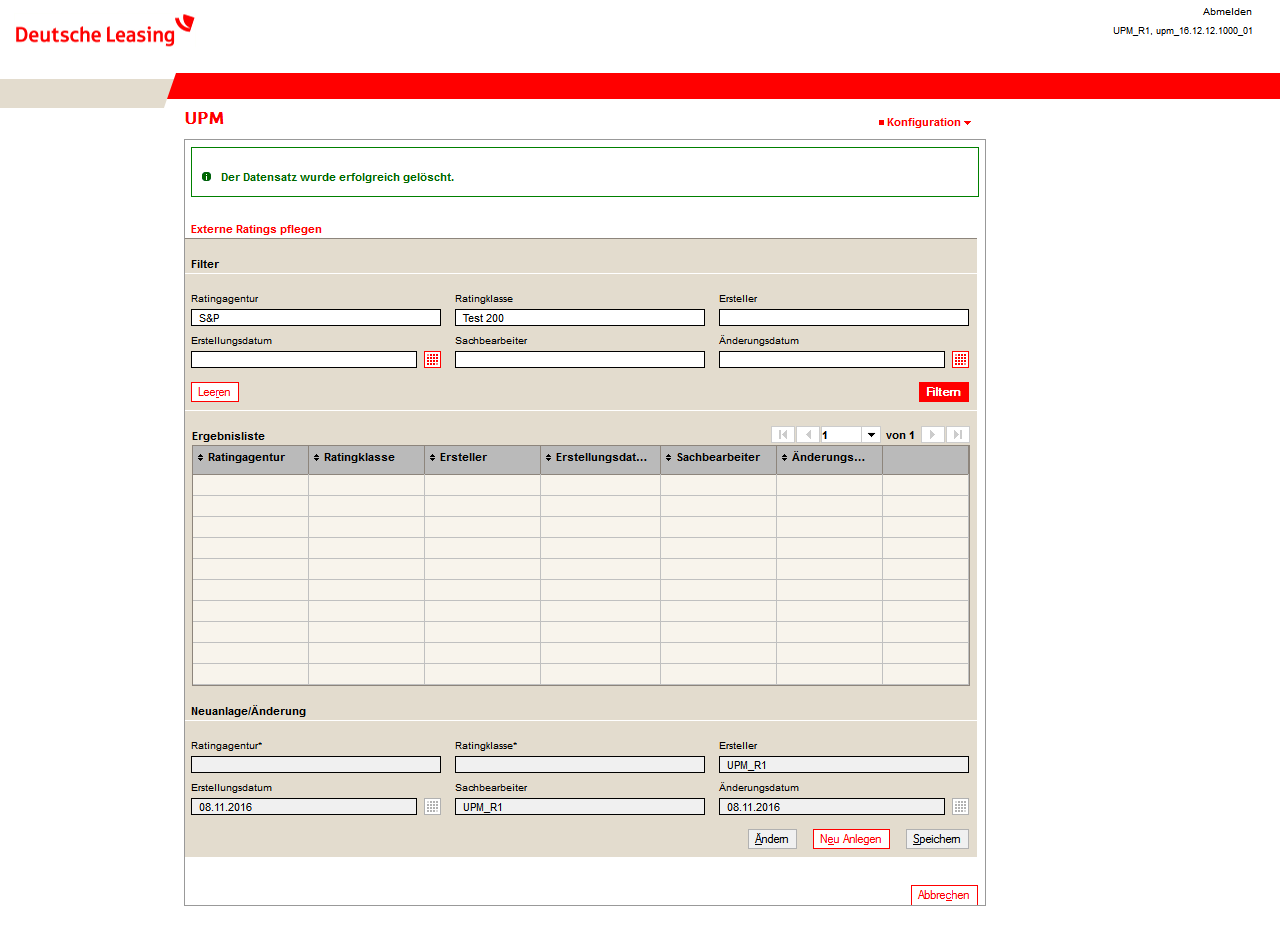 Deutsche Leasing
Abmelden
UPM_R1, upm_16.12.12.1000_01
UPM
Konfiguration
Der Datensatz wurde erfolgreich gelöscht.
Externe Ratings pflegen
Filter
Ratingagentur Ratingklasse Ersteller
S&P Test 200
Erstellungsdatum Sachbearbeiter Änderungsdatum
Leeren Filtern
Ergebnisliste 1 von 1
Ratingagentur Ratingklasse Ersteller Erstellungsdat... Sachbearbeiter Änderungs...
Neuanlage/Änderung
Ratingagentur* Ratingklasse* Ersteller
UPM_R1
Erstellungsdatum Sachbearbeiter Änderungsdatum
08.11.2016 UPM_R1 08.11.2016
Ändern Neu Anlegen Speichern
Abbrechen